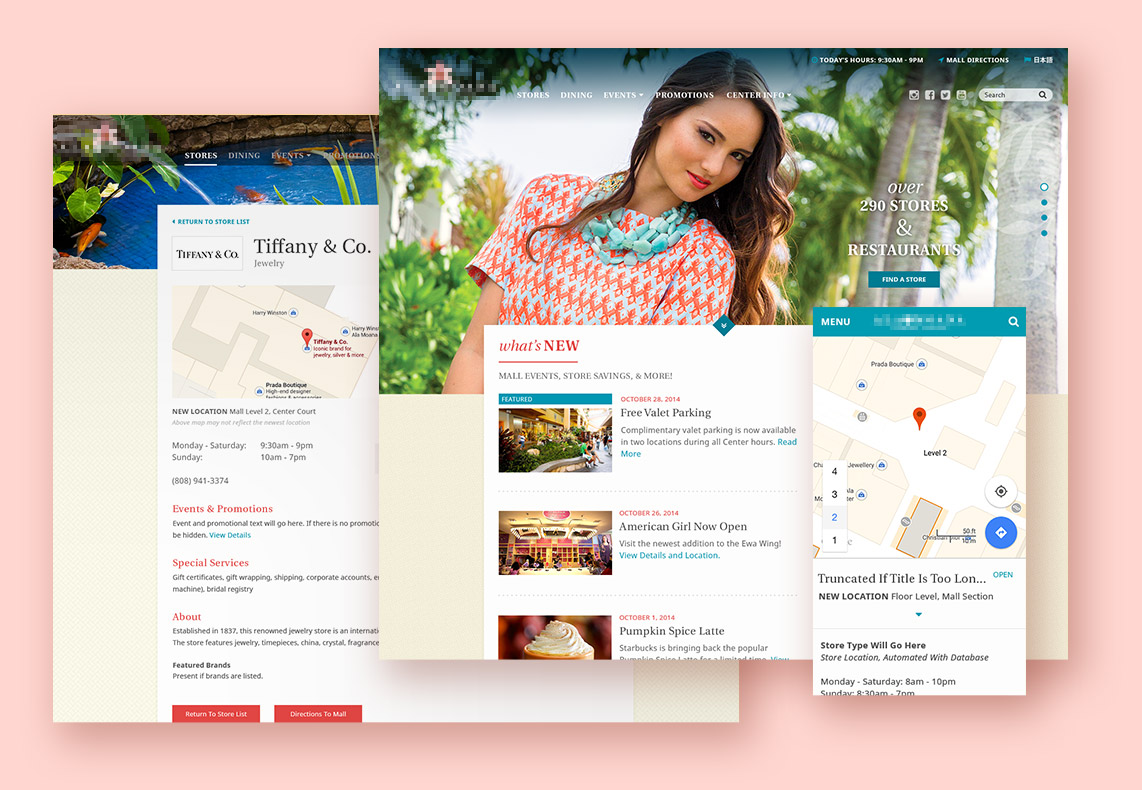 STORES
DINING
EVENTS
RETURN TO STORE LIST
TIFFANY & CO.
Tiffany & Co.
Jewelry
Harry Winston
Harry Wins
Ala Moana
Tiffany & Co.
Iconic brand for
jewelry, silver & more
Prada Boutique
High-end designer
fashions & accessories
NEW LOCATION Mall Level 2, Center Court
Above map may not reflect the newest location
Monday - Saturday: 9:30am - 9pm
Sunday: 10am - 7pm
(808) 941-3374
Events & Promotions
Event and promotional text will go here. If there is no promotio
be hidden. View Details
Special Services
Gift certificates, gift wrapping, shipping, corporate accounts, e
machine), bridal registry
About
Established in 1837, this renowned jewelry store is an internati
The store features jewelry, timepieces, china, crystal, fragrance
Featured Brands
Present if brands are listed.
Return To Store List
Directions To Mall
TODAY'S HOURS: 9:30AM - 9PM
MALL DIRECTIONS
日本語
STORES
DINING
EVENTS
PROMOTIONS
CENTER INFO
Search
over
290 STORES
&
RESTAURANTS
FIND A STORE
what's NEW
MALL EVENTS, STORE SAVINGS, & MORE!
FEATURED
OCTOBER 28, 2014
Free Valet Parking
Complimentary valet parking is now available
in two locations during all Center hours. Read
More
OCTOBER 26, 2014
American Girl Now Open
Visit the newest addition to the Ewa Wing!
View Details and Location.
OCTOBER 1, 2014
Pumpkin Spice Latte
Starbucks is bringing back the popular
Pumpkin Spice Latte for a limited time. View
MENU
Prada Boutique
Level 2
Jewellery
Ala
4
3
2
1
50 ft
10 m
Truncated If Title Is Too Lon...
OPEN
NEW LOCATION Floor Level, Mall Section
Store Type Will Go Here
Store Location, Automated With Database
Monday - Saturday: 8am - 10pm
Sunday: 8:30am - 7pm